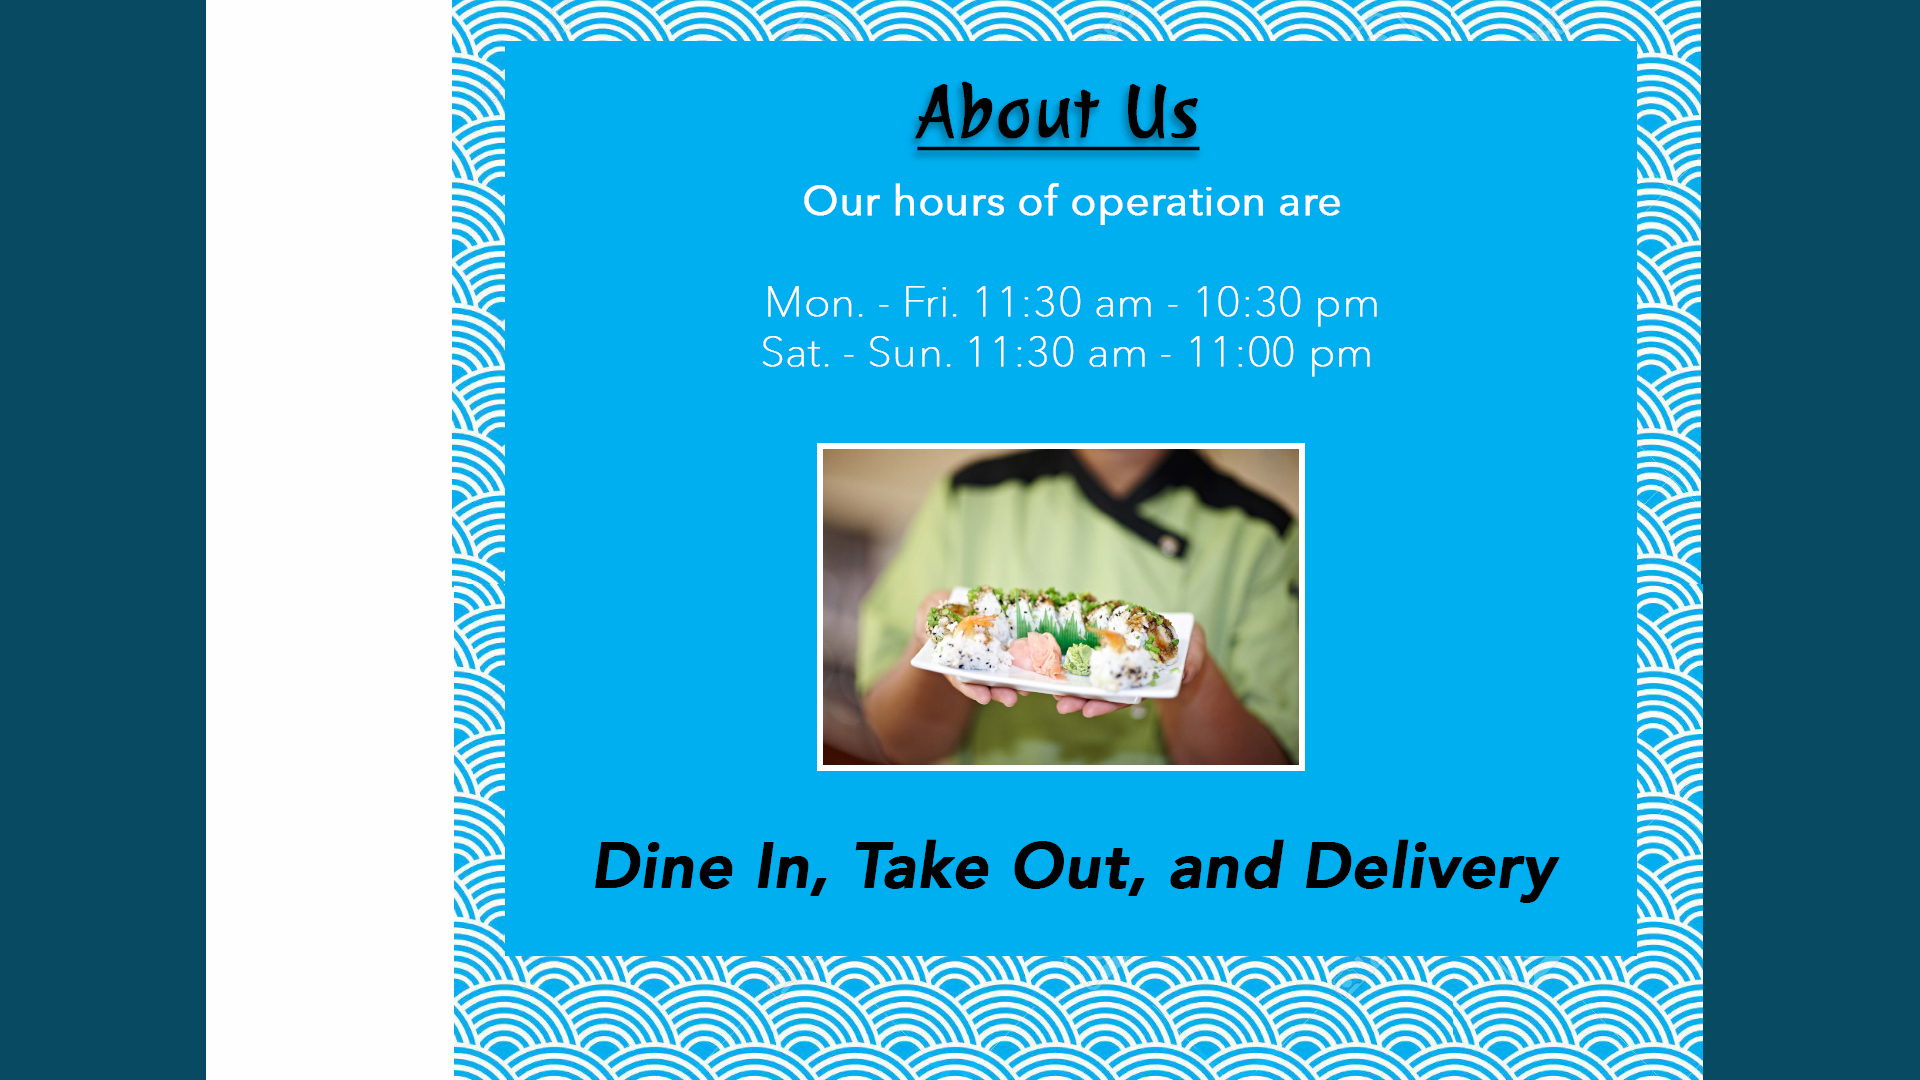 About Us
Our hours of operation are
Mon. - Fri. 11:30 am - 10:30 pm
Sat. - Sun. 11:30 am - 11:00 pm
Dine In, Take Out, and Delivery